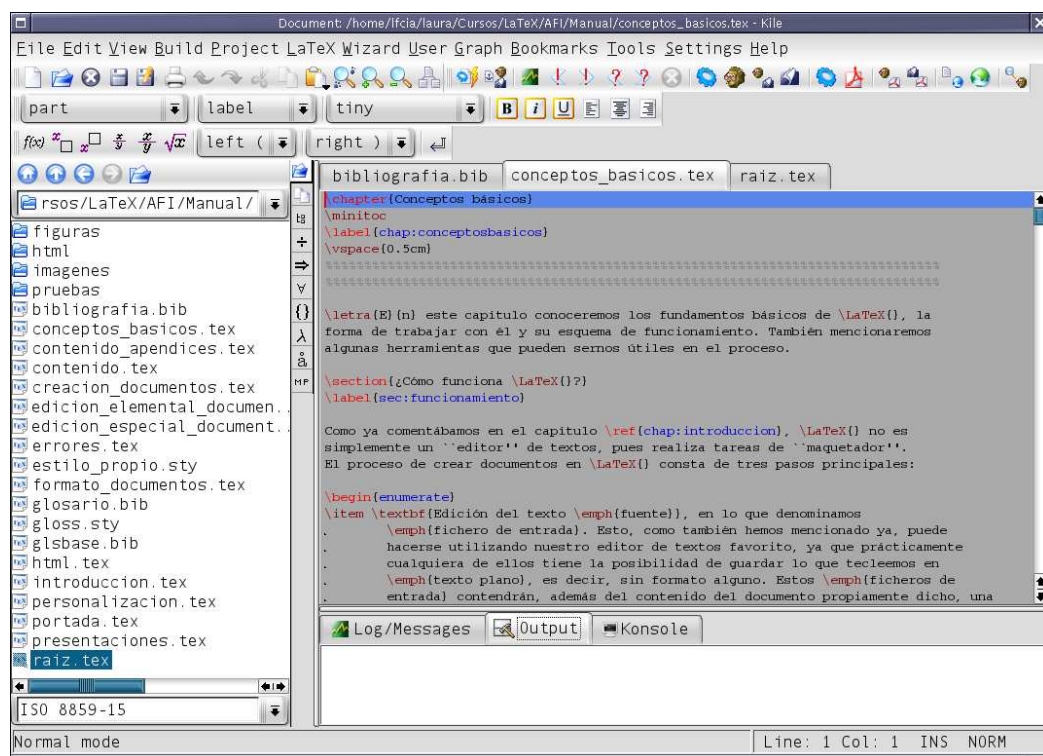 Document: /home/lfcia/laura/Cursos/LaTeX/AFI/Manual/conceptos_basicos.tex - Kile
File Edit View Build Project LaTeX Wizard User Graph Bookmarks Tools Settings Help
part label tiny B i U
f(x) left ( right )
rsos/LaTeX/AFI/Manual/
figuras
html
imagenes
pruebas
bibliografia.bib
conceptos_basicos.tex
contenido_apendices.tex
contenido.tex
creacion_documentos.tex
edicion_elemental_documen..
edicion_especial_document..
errores.tex
estilo_propio.sty
formato_documentos.tex
glosario.bib
gloss.sty
glsbase.bib
html.tex
introduccion.tex
personalizacion.tex
portada.tex
presentaciones.tex
raiz.tex
ISO 8859-15
bibliografia.bib conceptos_basicos.tex raiz.tex
\chapter{Conceptos básicos}
\minitoc
\label{chap:conceptosbasicos}
\vspace{0.5cm}
\letra{E}{n} este capítulo conoceremos los fundamentos básicos de \LaTeX{}, la
forma de trabajar con él y su esquema de funcionamiento. También mencionaremos
algunas herramientas que pueden sernos útiles en el proceso.
\section{¿Cómo funciona \LaTeX{}?}
\label{sec:funcionamiento}
Como ya comentábamos en el capítulo \ref{chap:introduccion}, \LaTeX{} no es
simplemente un ``editor'' de textos, pues realiza tareas de ``maquetador''.
El proceso de crear documentos en \LaTeX{} consta de tres pasos principales:
\begin{enumerate}
\item \textbf{Edición del texto \emph{fuente}}, en lo que denominamos
. \emph{fichero de entrada}. Esto, como también hemos mencionado ya, puede
. hacerse utilizando nuestro editor de textos favorito, ya que prácticamente
. cualquiera de ellos tiene la posibilidad de guardar lo que tecleemos en
. \emph{texto plano}, es decir, sin formato alguno. Estos \emph{ficheros de
. entrada} contendrán, además del contenido del documento propiamente dicho, una
Log/Messages Output Konsole
Normal mode Line: 1 Col: 1 INS NORM